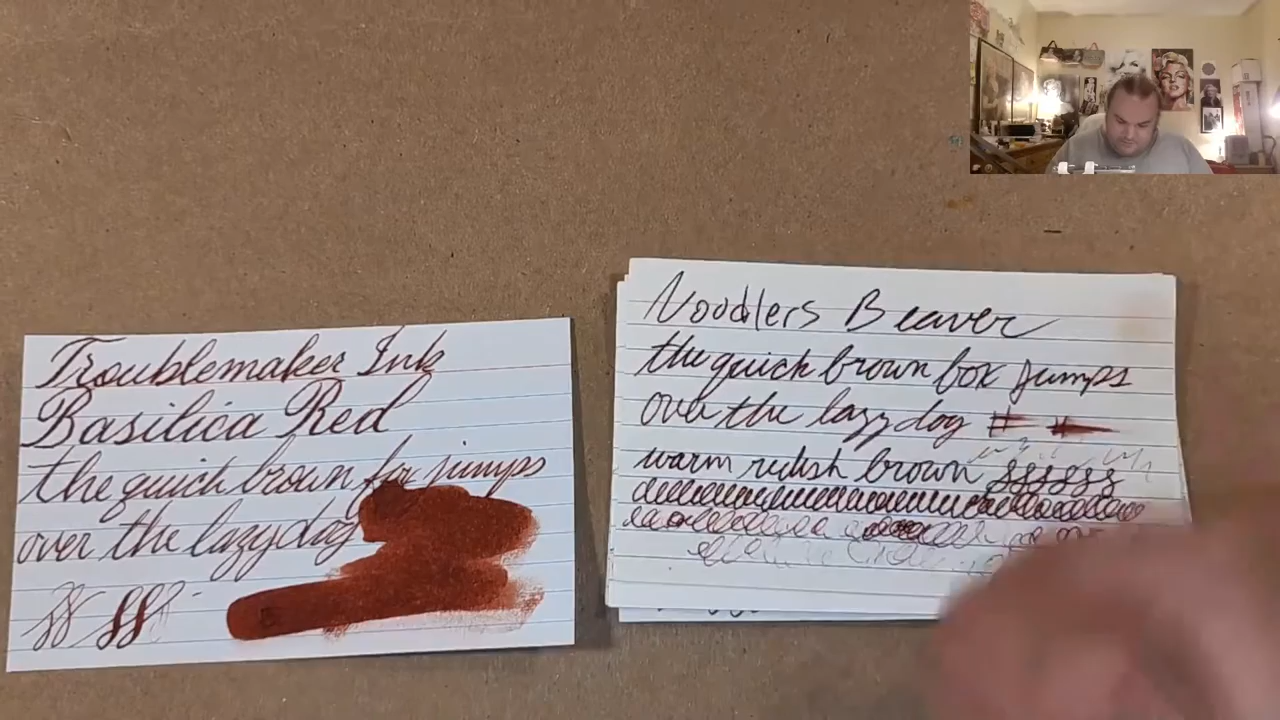 Troublemaker Ink
Basilica Red
the quick brown fox jumps
over the lazy dog
Noodlers Beaver
the quick brown box jumps
over the lazy dog
warm redish brown